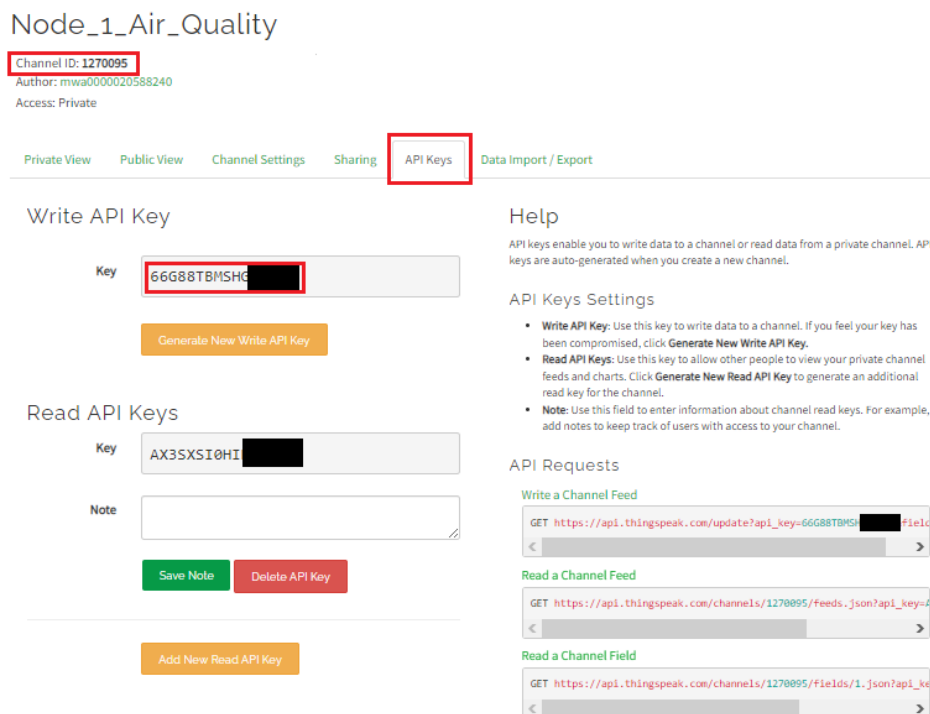 Node_1_Air_Quality
Channel ID: 1270095
Author: mwa0000020588240
Access: Private
Private View
Public View
Channel Settings
Sharing
API Keys
Data Import / Export
Write API Key
Key
66G88TBMSHG
Generate New Write API Key
Read API Keys
Key
AX3SXSI0HI
Note
Save Note
Delete API Key
Add New Read API Key
Help
API keys enable you to write data to a channel or read data from a private channel. AP
keys are auto-generated when you create a new channel.
API Keys Settings
Write API Key: Use this key to write data to a channel. If you feel your key has
been compromised, click Generate New Write API Key.
Read API Keys: Use this key to allow other people to view your private channel
feeds and charts. Click Generate New Read API Key to generate an additional
read key for the channel.
Note: Use this field to enter information about channel read keys. For example,
add notes to keep track of users with access to your channel.
API Requests
Write a Channel Feed
GET https://api.thingspeak.com/update?api_key=66G88TBMSH field
Read a Channel Feed
GET https://api.thingspeak.com/channels/1270095/feeds.json?api_key=A
Read a Channel Field
GET https://api.thingspeak.com/channels/1270095/fields/1.json?api_ke